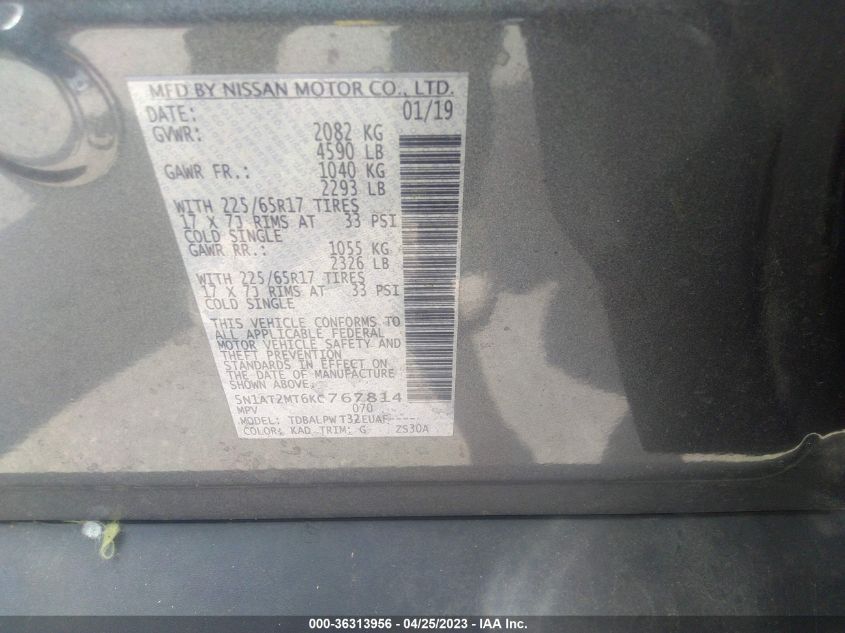 MFD BY NISSAN MOTOR CO., LTD.
DATE: 01/19
GVWR: 2082 KG
4590 LB
GAWR FR.: 1040 KG
2293 LB
WITH 225/65R17 TIRES
17 X 7J RIMS AT 33 PSI
COLD SINGLE
GAWR RR.: 1055 KG
2326 LB
WITH 225/65R17 TIRES
17 X 7J RIMS AT 33 PSI
COLD SINGLE
THIS VEHICLE CONFORMS TO
ALL APPLICABLE FEDERAL
MOTOR VEHICLE SAFETY AND
THEFT PREVENTION
STANDARDS IN EFFECT ON
THE DATE OF MANUFACTURE
SHOWN ABOVE.
5N1AT2MT6KC767814
MPV 070
MODEL: TDBALPWT32EUAF-----
COLOR: KAD TRIM: G ZS30A
000-36313956 - 04/25/2023 - IAA Inc.